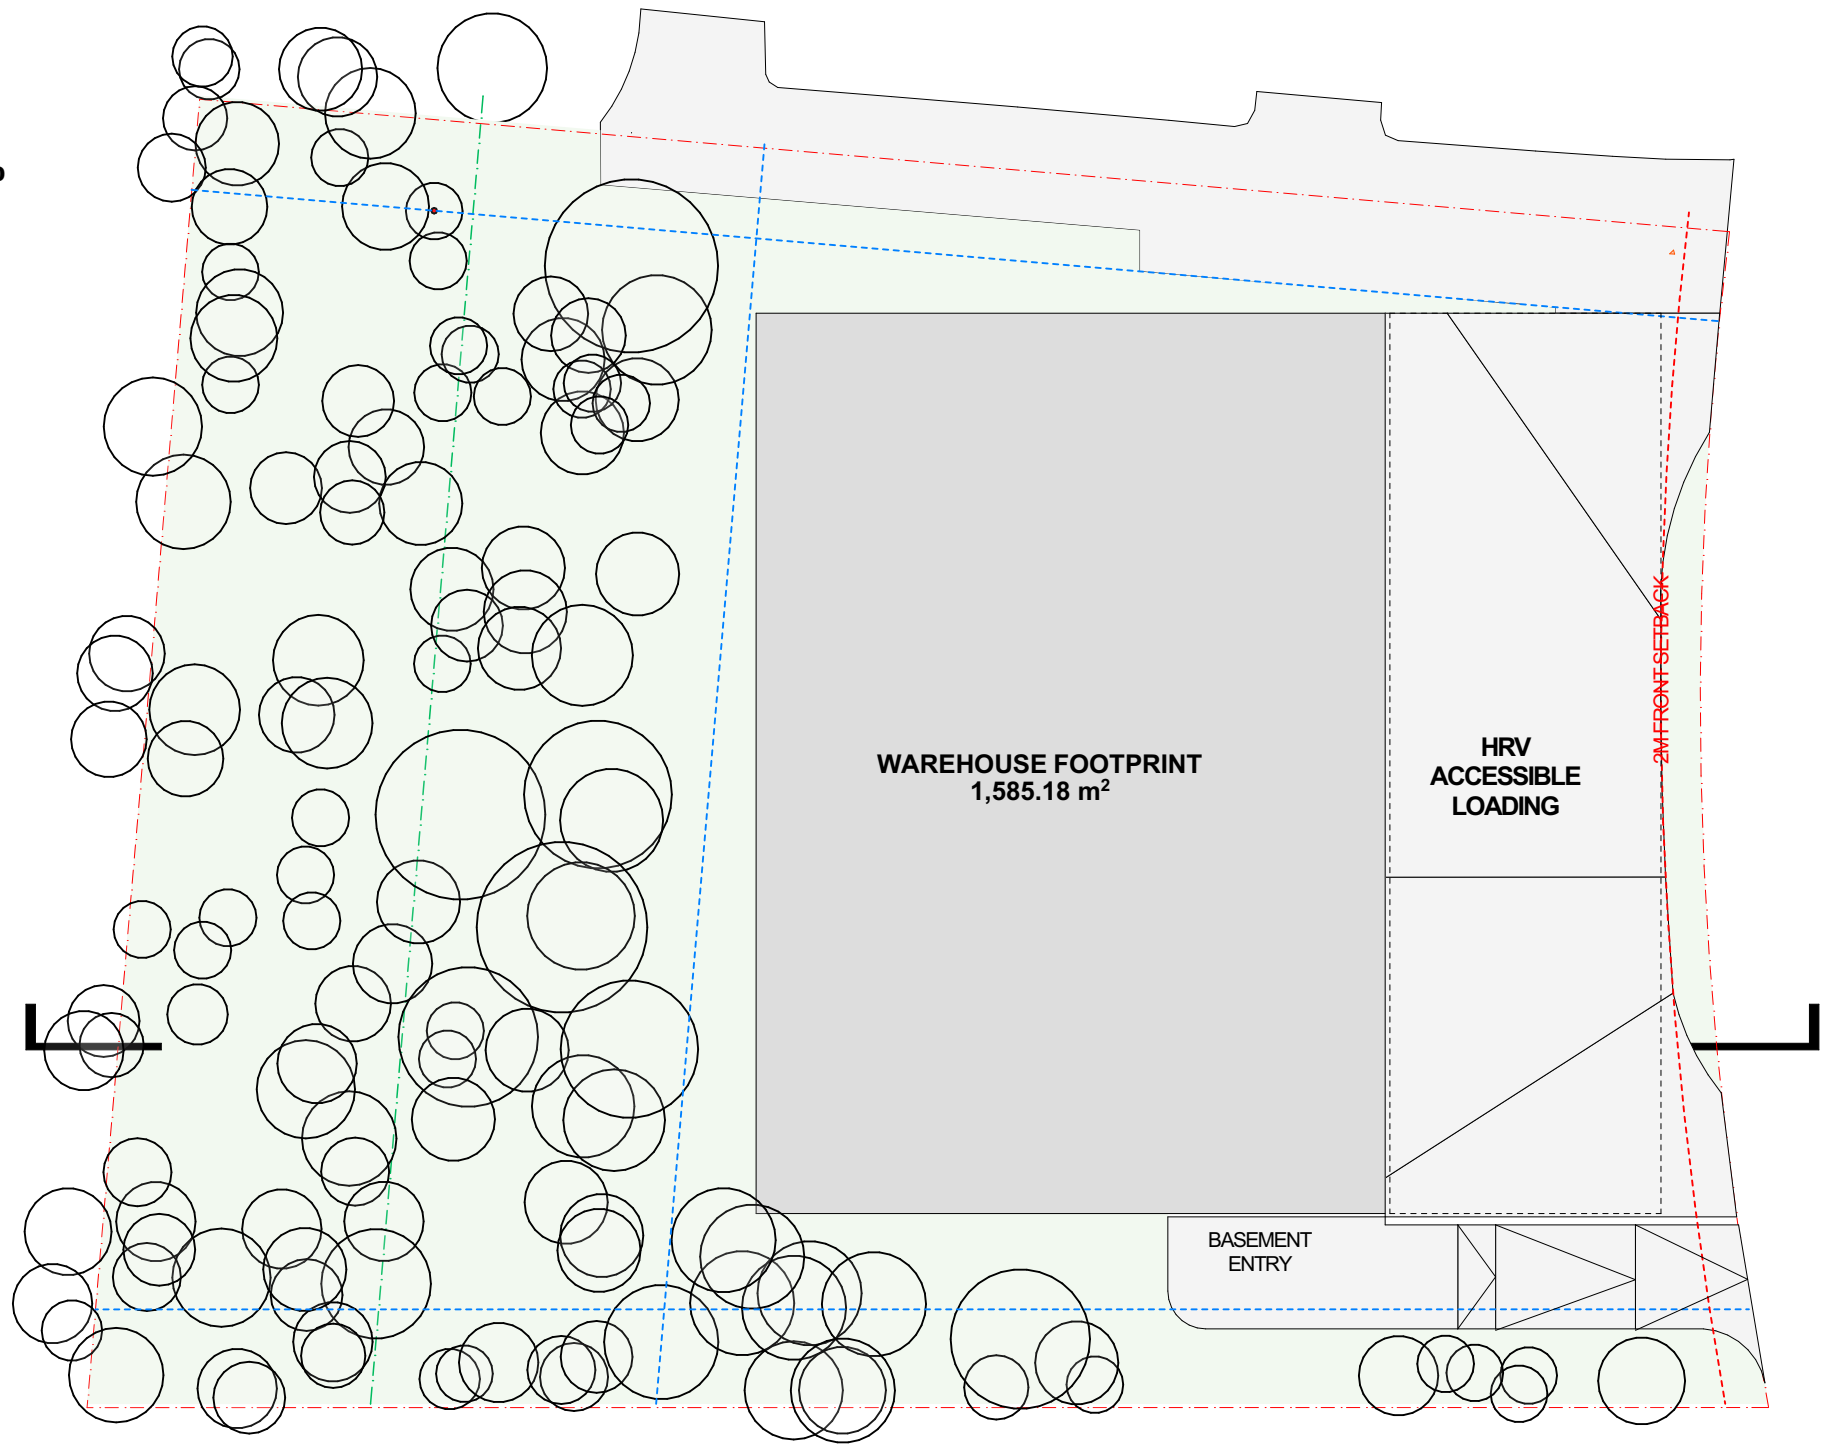 WAREHOUSE FOOTPRINT
1,585.18 m²
HRV
ACCESSIBLE
LOADING
2M FRONT SETBACK
BASEMENT
ENTRY